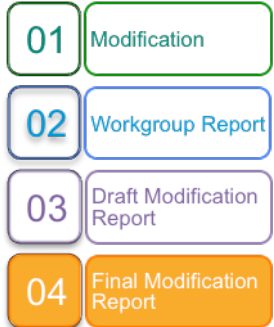 01 Modification
02 Workgroup Report
03 Draft Modification
Report
04 Final Modification
Report